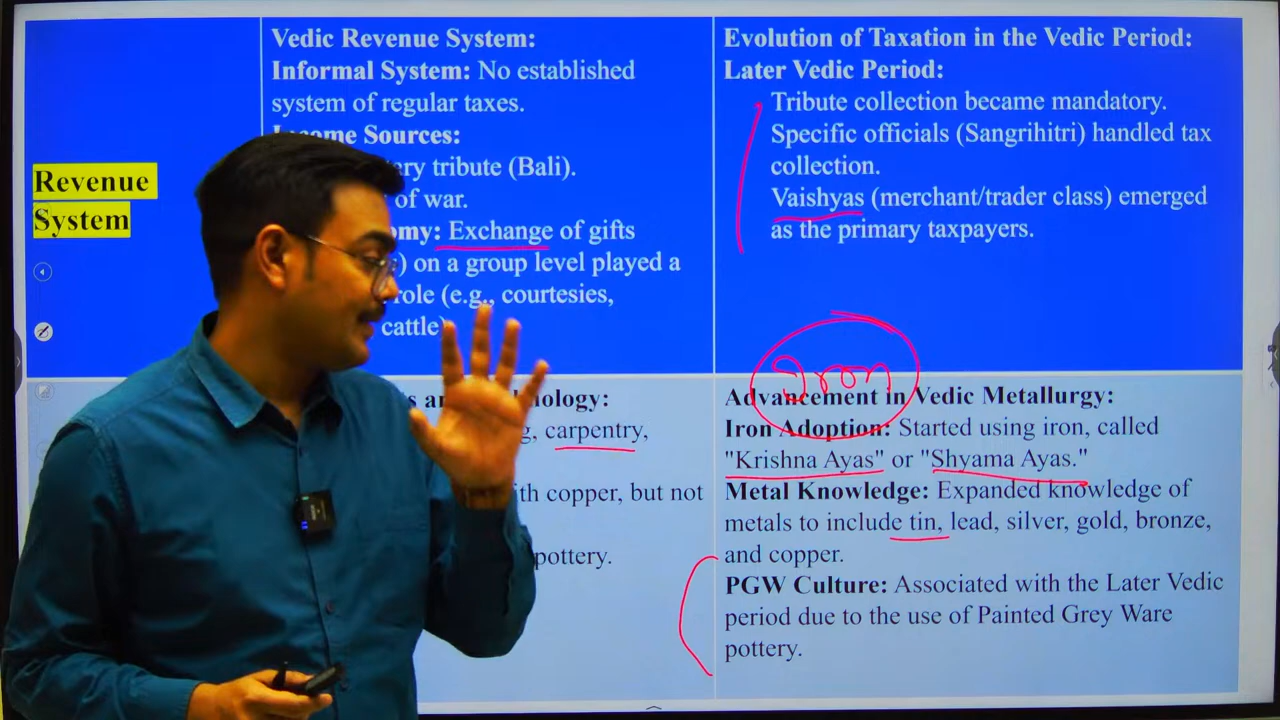 Revenue
System
Vedic Revenue System:
Informal System: No established
system of regular taxes.
Income Sources:
tribute (Bali).
of war.
Exchange of gifts
on a group level played a
role (e.g., courtesies,
cattle)
Evolution of Taxation in the Vedic Period:
Later Vedic Period:
Tribute collection became mandatory.
Specific officials (Sangrihitri) handled tax
collection.
Vaishyas (merchant/trader class) emerged
as the primary taxpayers.
carpentry,
with copper, but not
pottery.
Iron
Advancement in Vedic Metallurgy:
Iron Adoption: Started using iron, called
"Krishna Ayas" or "Shyama Ayas."
Metal Knowledge: Expanded knowledge of
metals to include tin, lead, silver, gold, bronze,
and copper.
PGW Culture: Associated with the Later Vedic
period due to the use of Painted Grey Ware
pottery.